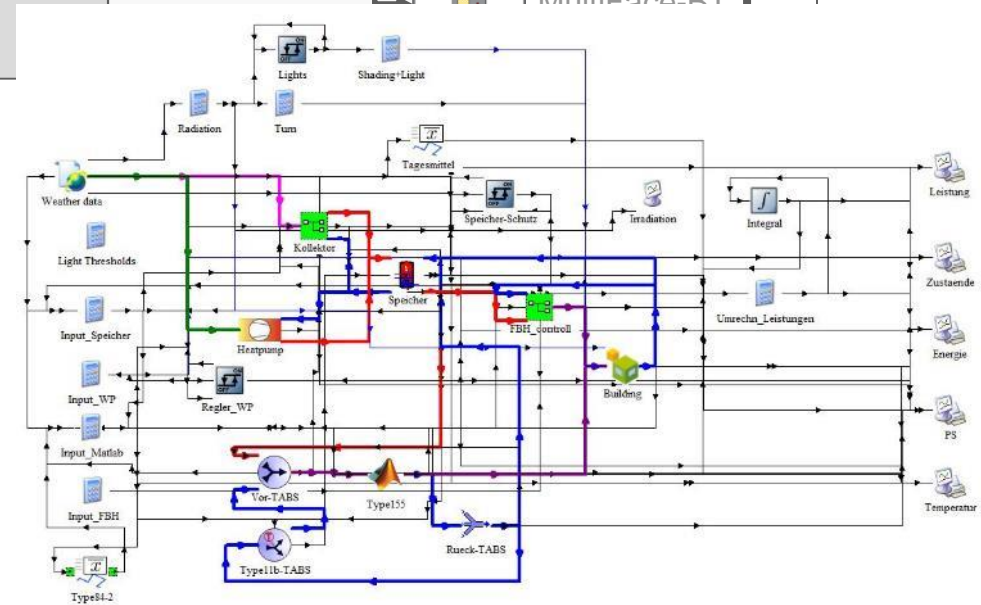 Lights
Shading+Light
Radiation
Turn
Tagesmittel
Weather data
Speicher-Schutz
Irradiation
Integral
Leistung
Kollektor
Light Thresholds
Speicher
Zustaende
Input_Speicher
FBH_controll
Umrechn_Leistungen
Heatpump
Energie
Input_WP
Regler_WP
Building
PS
Input_Matlab
Vor-TABS
Type155
Input_FBH
Temperatur
Rueck-TABS
Type11b-TABS
Type84-2